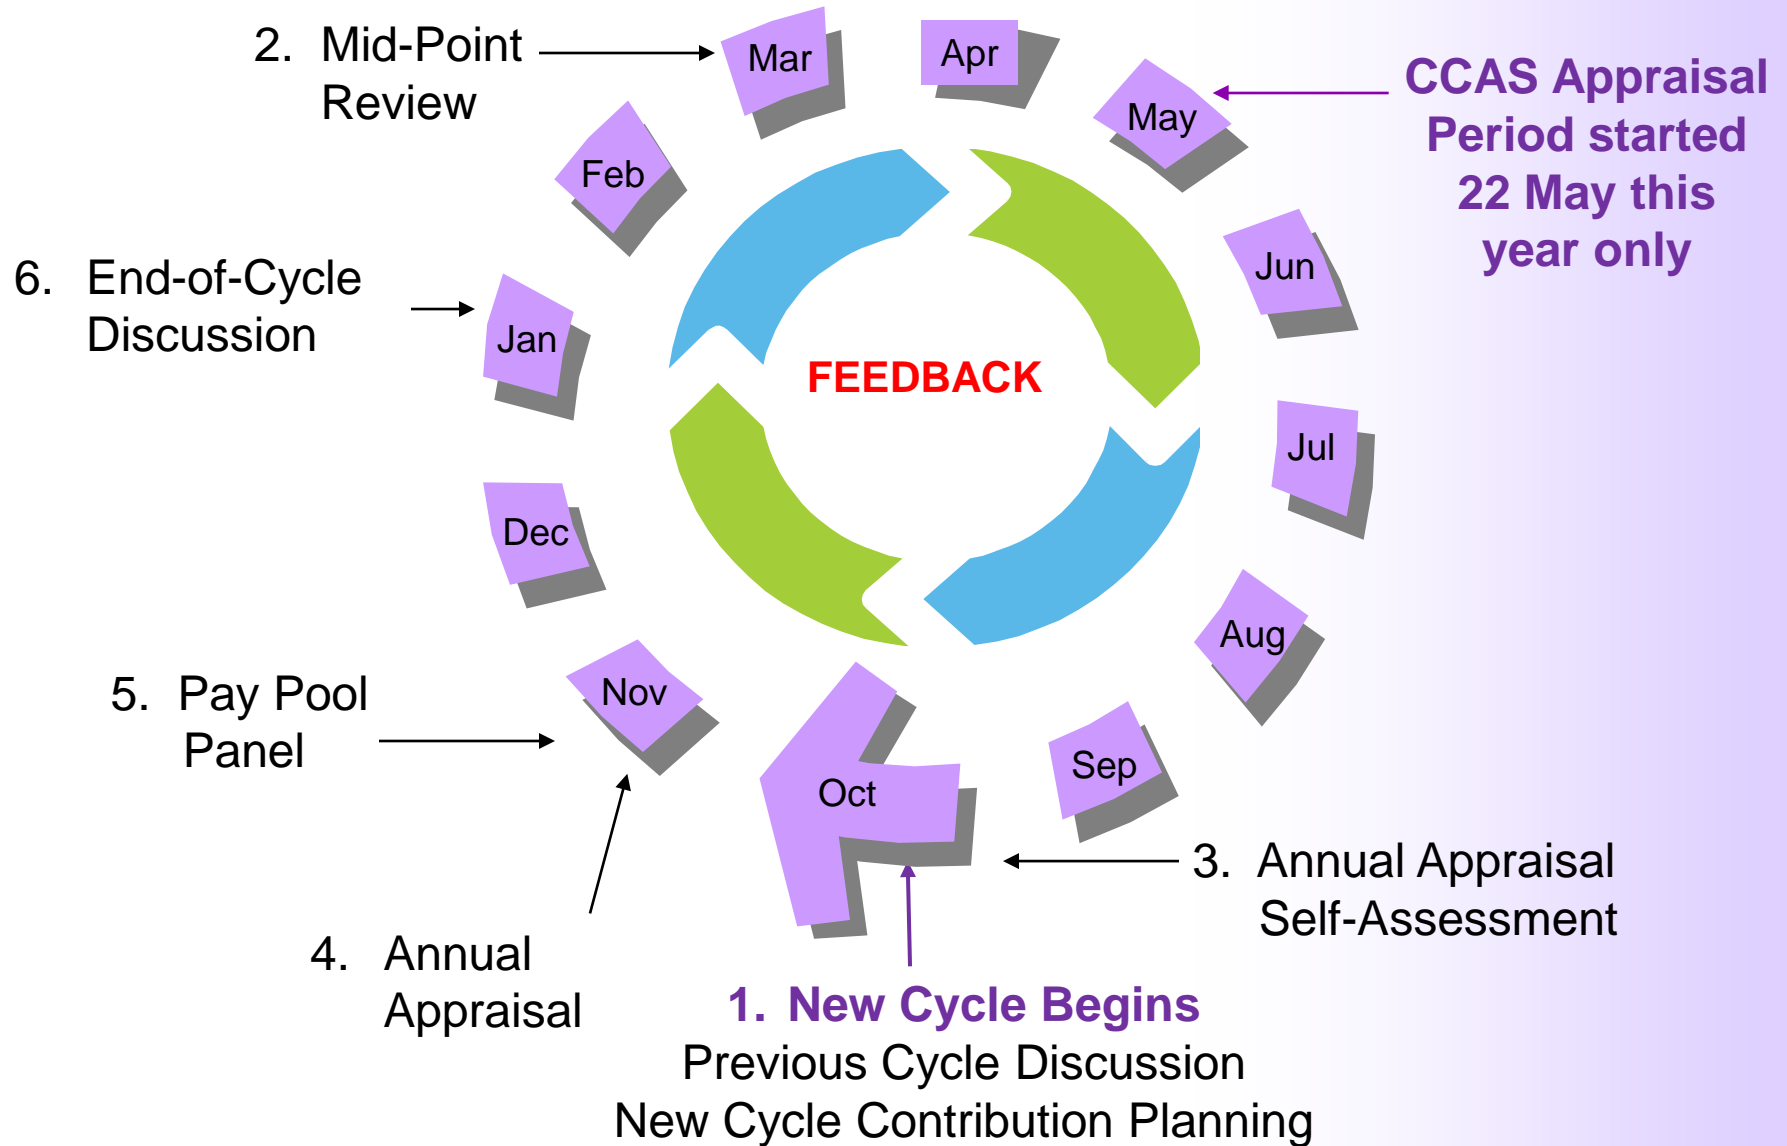 2. Mid-Point
Review
Mar
Apr
May
CCAS Appraisal
Period started
22 May this
year only
Feb
Jun
6. End-of-Cycle
Discussion
Jan
FEEDBACK
Jul
Dec
Aug
5. Pay Pool
Panel
Nov
Oct
Sep
3. Annual Appraisal
Self-Assessment
4. Annual
Appraisal
1. New Cycle Begins
Previous Cycle Discussion
New Cycle Contribution Planning